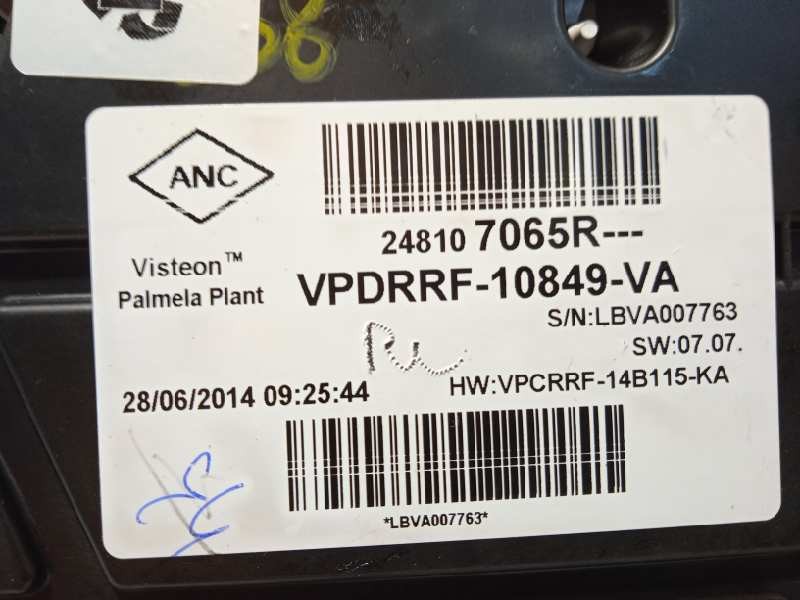 ANC
24810 7065R---
Visteon™
Palmela Plant
VPDRRF-10849-VA
S/N:LBVA007763
SW:07.07.
28/06/2014 09:25:44
HW:VPCRRF-14B115-KA
*LBVA007763*